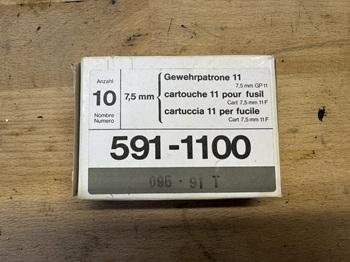 Anzahl
10
Nombre
Numero
7,5 mm
Gewehrpatrone 11
7,5 mm GP 11
cartouche 11 pour fusil
Cart 7,5 mm 11 F
cartuccia 11 per fucile
Cart 7,5 mm 11 F
591-1100
095 - 91 T